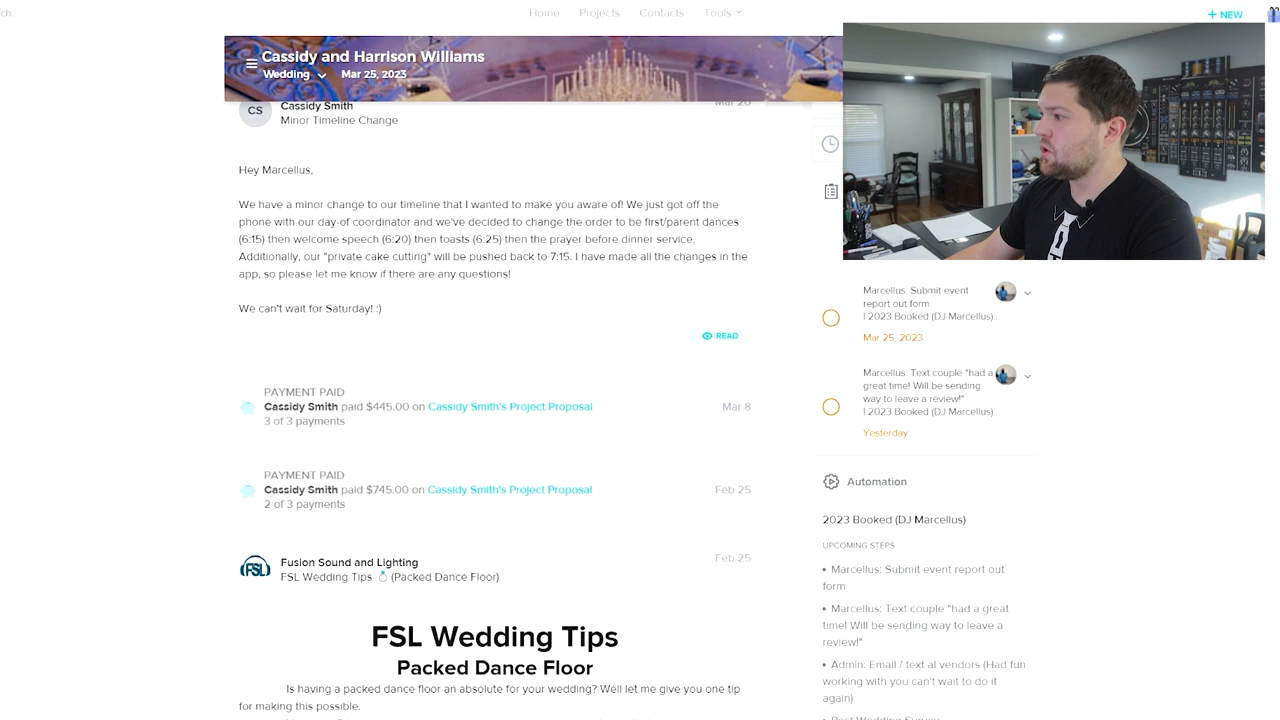 ch
Home Projects Contacts Tools
+ NEW
Cassidy and Harrison Williams
Wedding Mar 25, 2023
CS
Cassidy Smith
Mar 20
Minor Timeline Change
Hey Marcellus,
We have a minor change to our timeline that I wanted to make you aware of! We just got off the
phone with our day-of coordinator and we've decided to change the order to be first/parent dances
(6:15) then welcome speech (6:20) then toasts (6:25) then the prayer before dinner service.
Additionally, our "private cake cutting" will be pushed back to 7:15. I have made all the changes in the
app, so please let me know if there are any questions!
We can't wait for Saturday! :)
READ
PAYMENT PAID
Cassidy Smith paid $445.00 on Cassidy Smith's Project Proposal
Mar 8
3 of 3 payments
PAYMENT PAID
Cassidy Smith paid $745.00 on Cassidy Smith's Project Proposal
Feb 25
2 of 3 payments
FSL
Fusion Sound and Lighting
Feb 25
FSL Wedding Tips 💍 (Packed Dance Floor)
FSL Wedding Tips
Packed Dance Floor
Is having a packed dance floor an absolute for your wedding? Well let me give you one tip
for making this possible.
Marcellus: Submit event
report out form
| 2023 Booked (DJ Marcellus)
Mar 25, 2023
Marcellus: Text couple "had a
great time! Will be sending
way to leave a review!"
| 2023 Booked (DJ Marcellus)
Yesterday
Automation
2023 Booked (DJ Marcellus)
UPCOMING STEPS
• Marcellus: Submit event report out
form
• Marcellus: Text couple "had a great
time! Will be sending way to leave a
review!"
• Admin: Email / text al vendors (Had fun
working with you can't wait to do it
again)